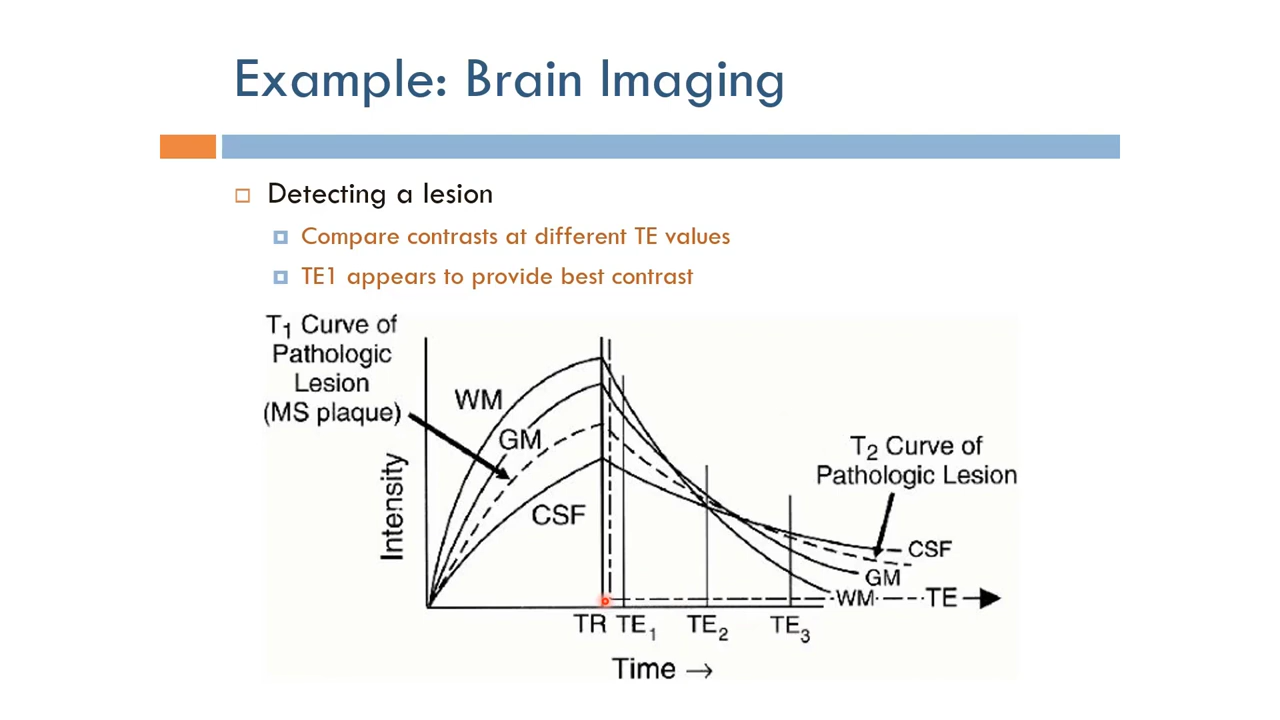 Example: Brain Imaging
Detecting a lesion
Compare contrasts at different TE values
TE1 appears to provide best contrast
T1 Curve of
Pathologic
Lesion
(MS plaque)
WM
GM
CSF
Intensity
T2 Curve of
Pathologic Lesion
CSF
GM
WM
TE
TR
TE1
TE2
TE3
Time →